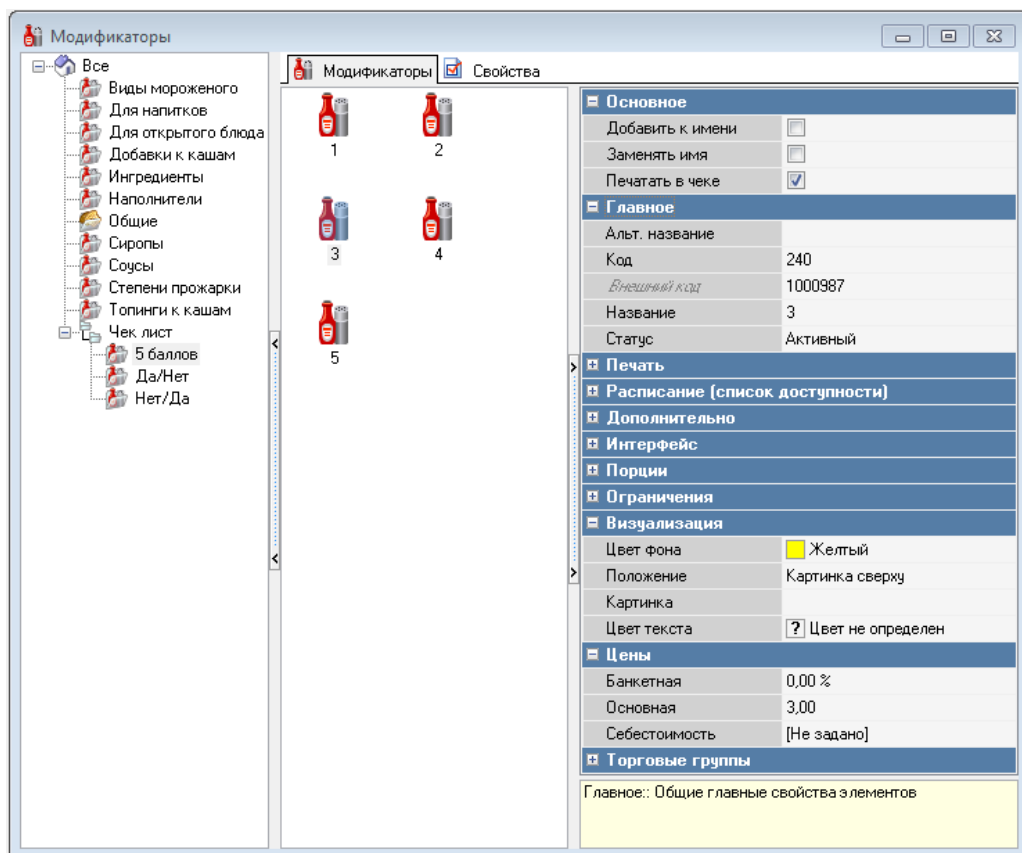 Модификаторы
Все
Виды мороженого
Для напитков
Для открытого блюда
Добавки к кашам
Ингредиенты
Наполнители
Общие
Сиропы
Соусы
Степени прожарки
Топинги к кашам
Чек лист
5 баллов
Да/Нет
Нет/Да
Модификаторы Свойства
1 2
3 4
5
Основное
Добавить к имени
Заменять имя
Печатать в чеке
Главное
Альт. название
Код 240
Внешний код 1000987
Название 3
Статус Активный
Печать
Расписание (список доступности)
Дополнительно
Интерфейс
Порции
Ограничения
Визуализация
Цвет фона Желтый
Положение Картинка сверху
Картинка
Цвет текста ? Цвет не определен
Цены
Банкетная 0,00 %
Основная 3,00
Себестоимость [Не задано]
Торговые группы
Главное:: Общие главные свойства элементов